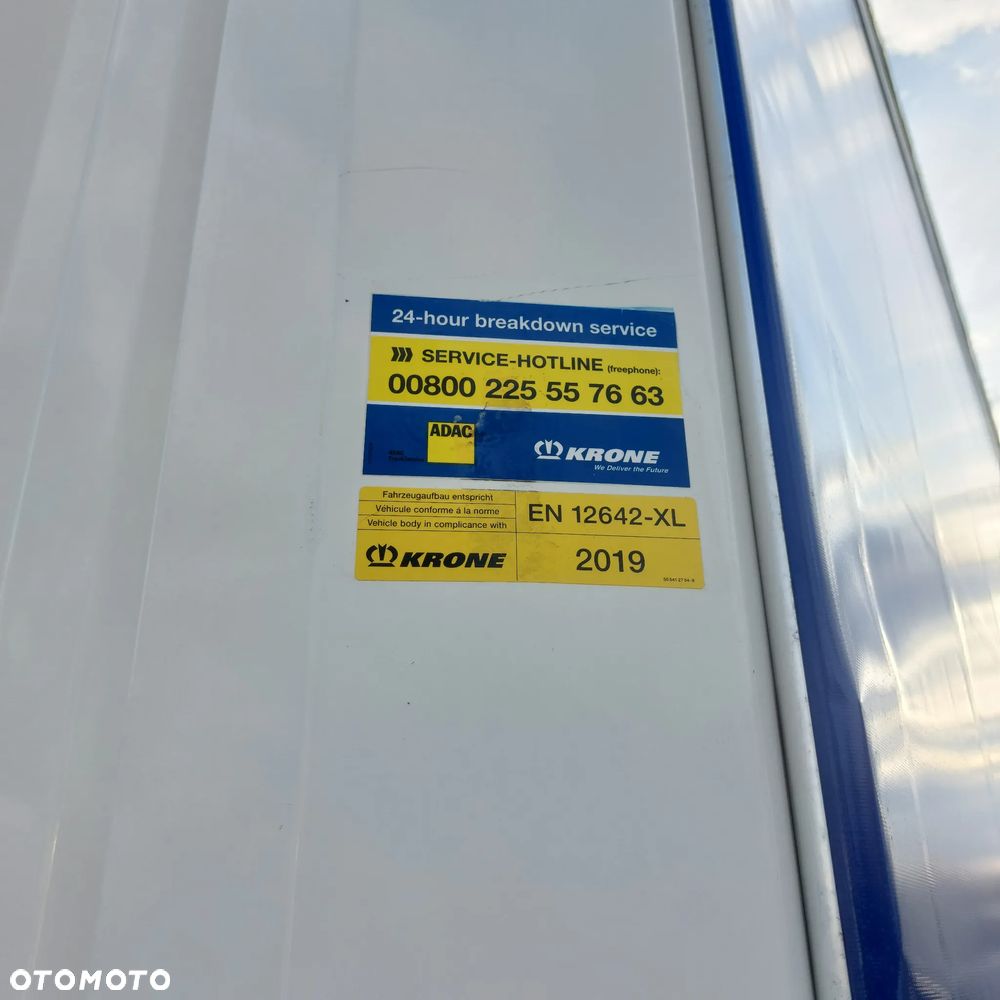 24-hour breakdown service
SERVICE-HOTLINE (freephone):
00800 225 55 76 63
ADAC
KRONE
We Deliver the Future
Fahrzeugaufbau entspricht
Véhicule conforme á la norme
Vehicle body in complicance with
EN 12642-XL
KRONE
2019
OTOMOTO